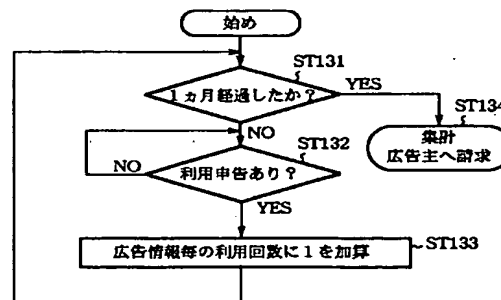 始め
ST131
1ヵ月経過したか?
YES
ST134
NO
集計
広告主へ請求
ST132
利用申告あり?
NO
YES
広告情報毎の利用回数に1を加算
ST133